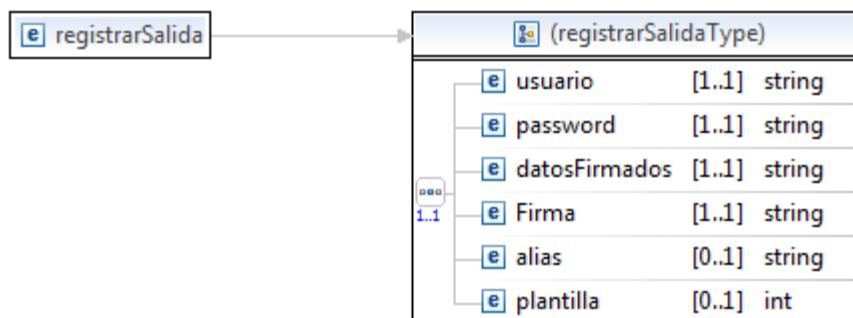 e registrarSalida
(registrarSalidaType)
e usuario [1..1] string
e password [1..1] string
e datosFirmados [1..1] string
e Firma [1..1] string
1..1
e alias [0..1] string
e plantilla [0..1] int